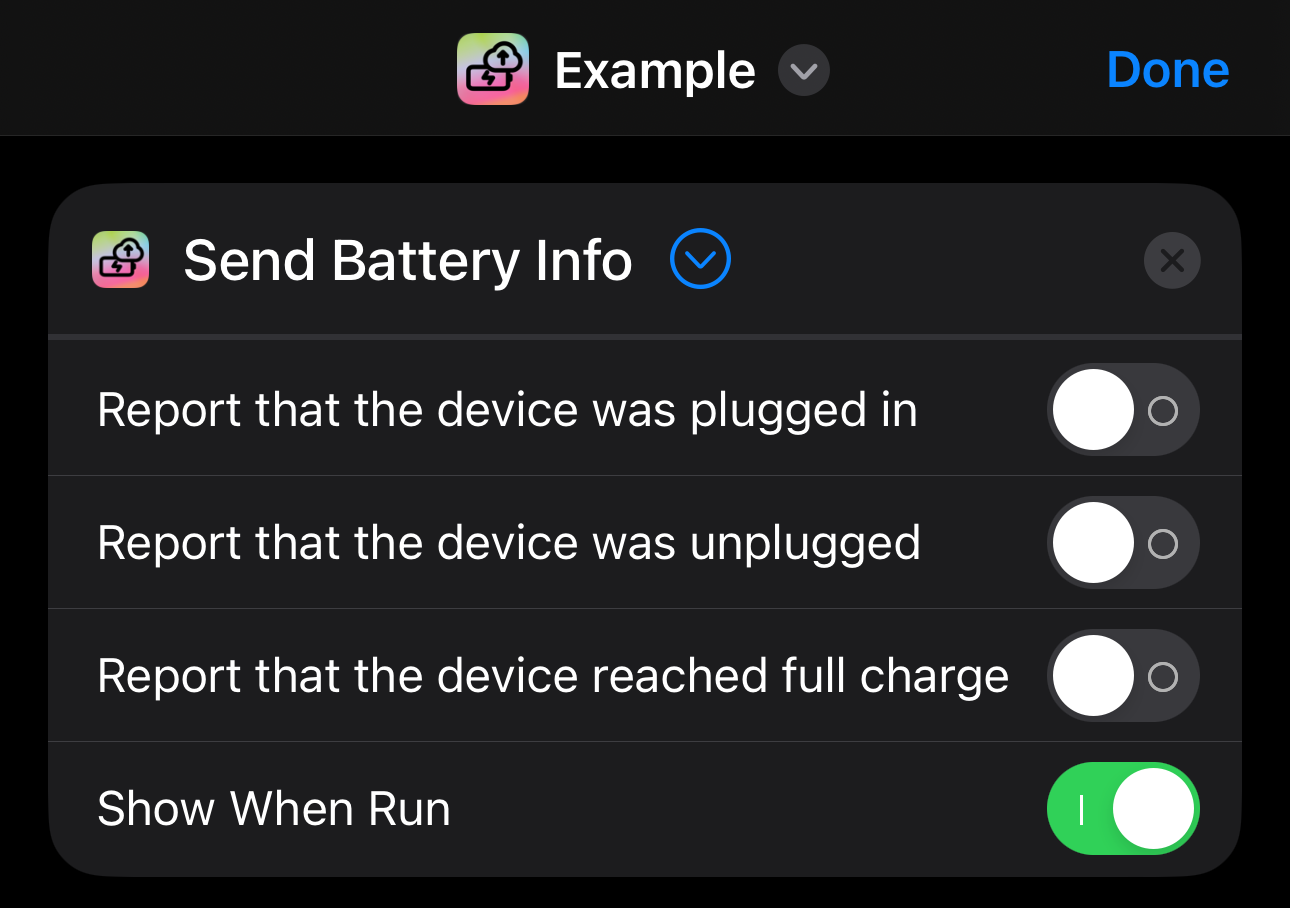 Example
Done
Send Battery Info
Report that the device was plugged in
Report that the device was unplugged
Report that the device reached full charge
Show When Run